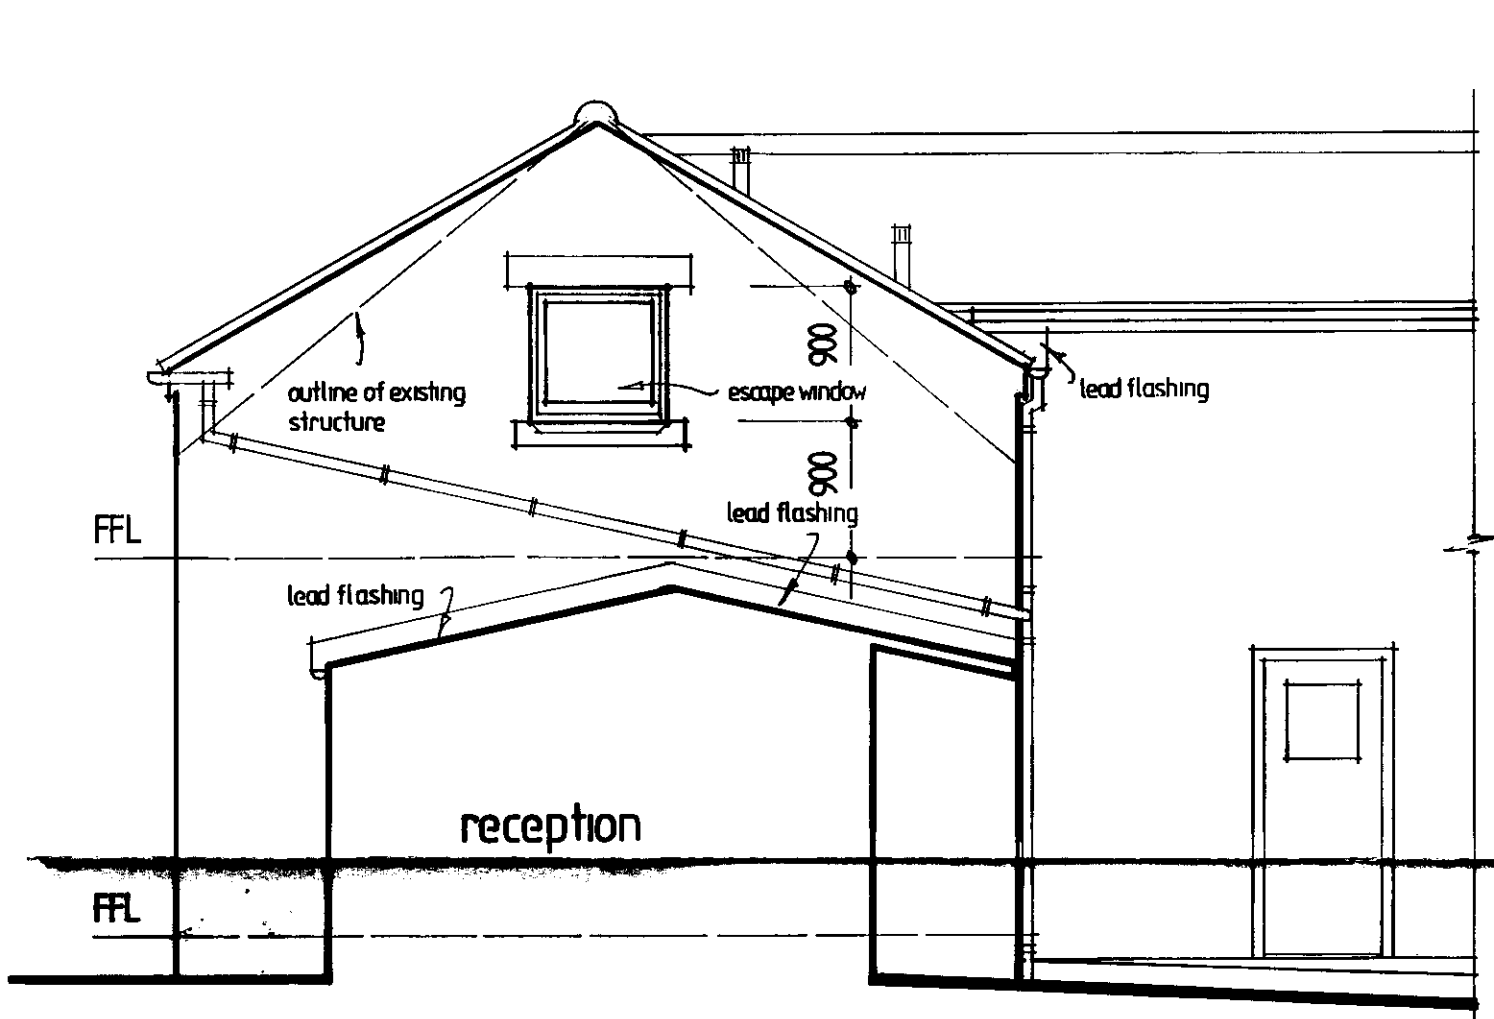 900
outline of existing
structure
escape window
lead flashing
900
lead flashing
FFL
lead flashing
reception
FFL